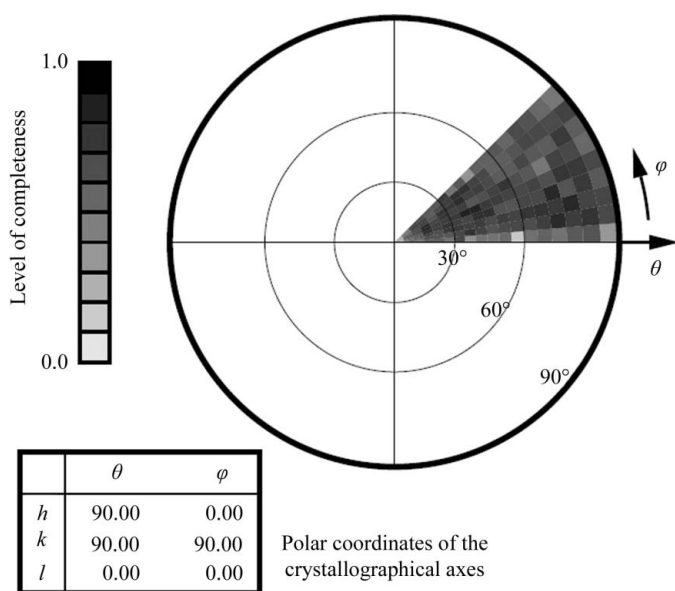 1.0
Level of completeness
0.0
φ
θ
30°
60°
90°
θ φ
h 90.00 0.00
k 90.00 90.00
l 0.00 0.00
Polar coordinates of the
crystallographical axes